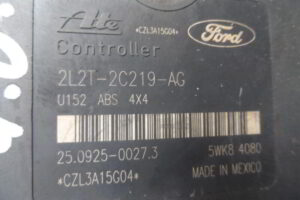 Ate
*CZL3A15G04*
Ford
Controller
2L2T-2C219-AG
U152 ABS 4X4
25.0925-0027.3
5WK8 4080
*CZL3A15G04*
MADE IN MEXICO